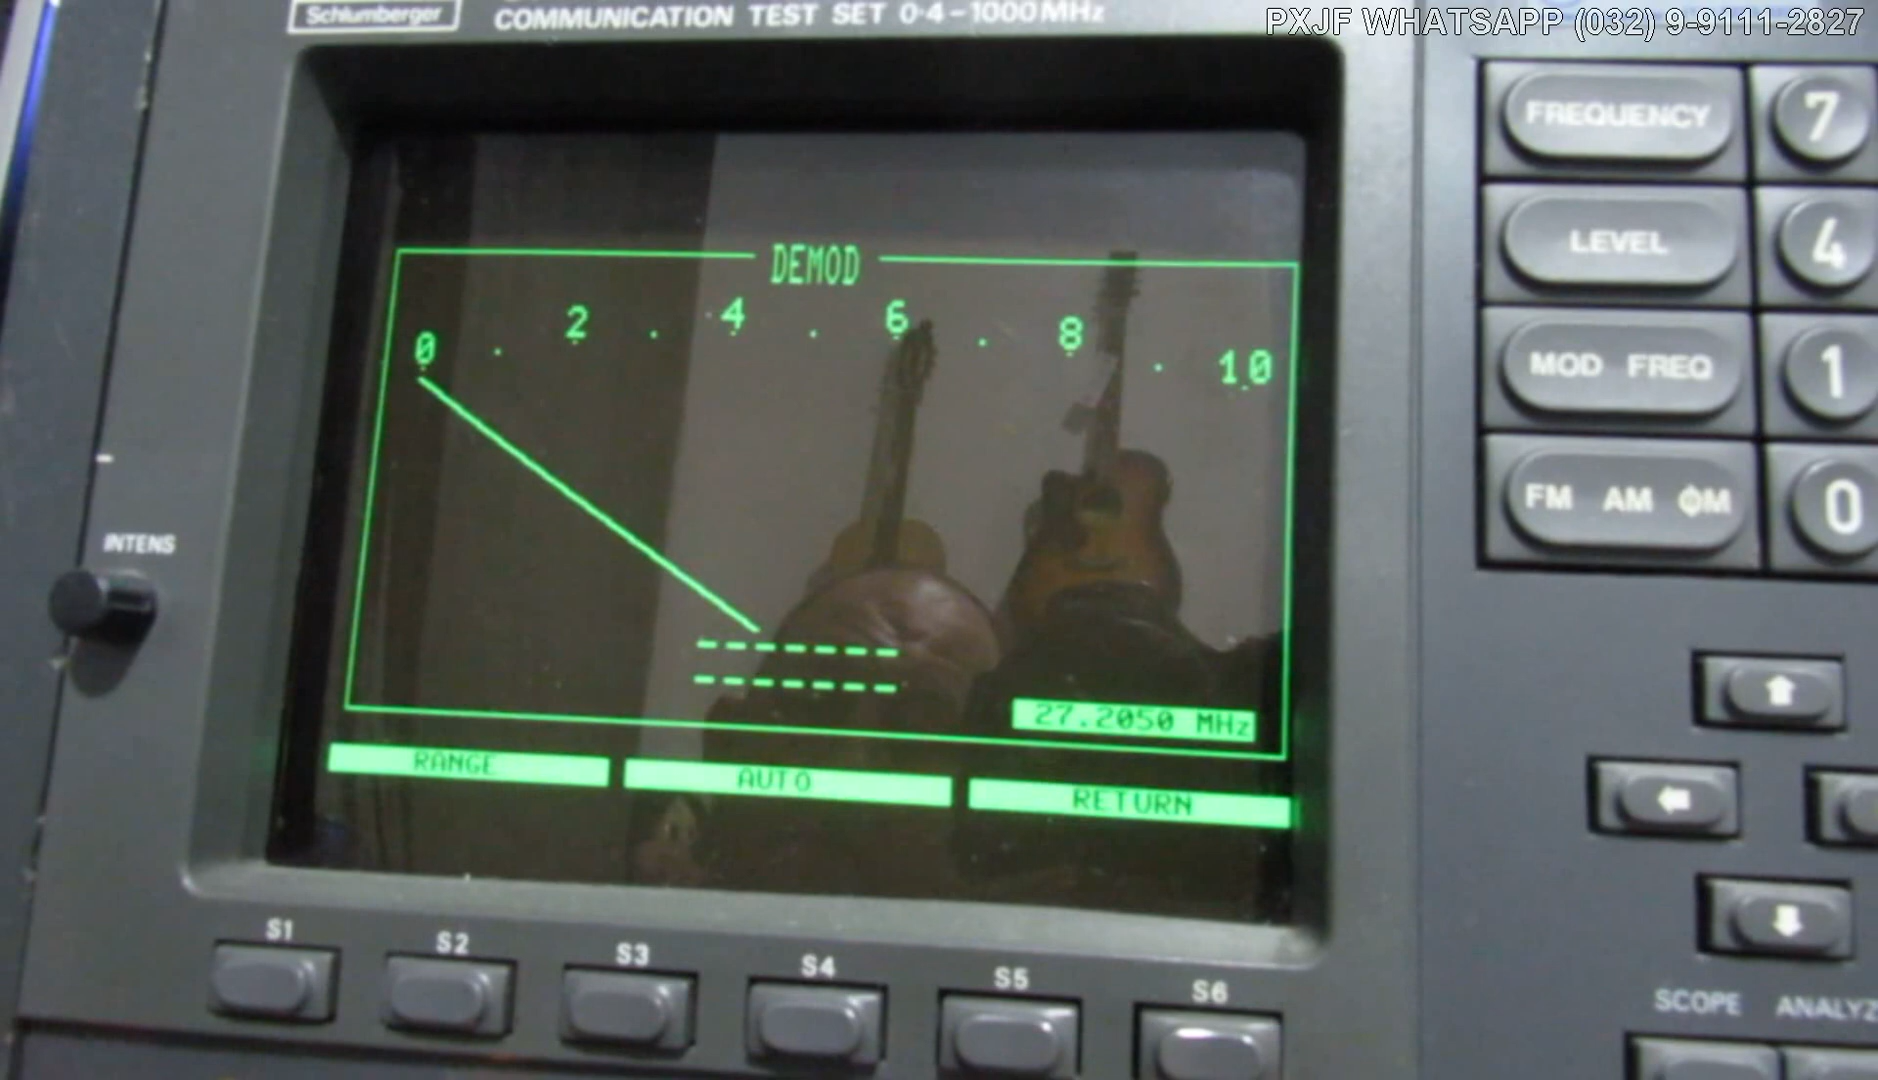 Schlumberger
COMMUNICATION TEST SET 0·4–1000MHz
PXJF WHATSAPP (032) 9-9111-2827
FREQUENCY 7
LEVEL 4
MOD FREQ 1
FM AM ΦM 0
DEMOD
0 . 2 . 4 . 6 . 8 . 10
27.2050 MHz
RANGE AUTO RETURN
INTENS
S1 S2 S3 S4 S5 S6
SCOPE